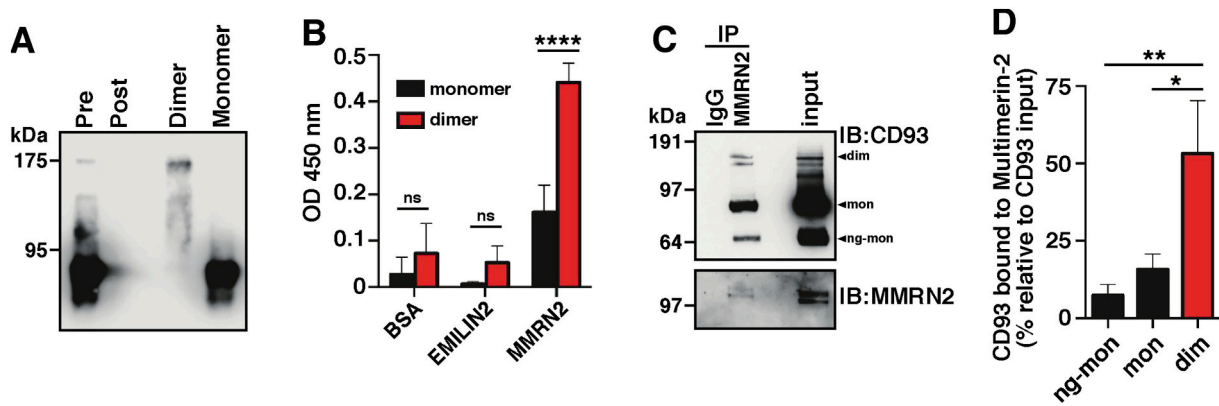 A
Pre
Post
Dimer
Monomer
kDa
175
95
B
OD 450 nm
0.5
0.4
0.3
0.2
0.1
0
monomer
dimer
ns
ns
****
BSA
EMILIN2
MMRN2
C
IP
IgG
MMRN2
input
kDa
IB:CD93
191
97
64
dim
mon
ng-mon
97
IB:MMRN2
D
CD93 bound to Multimerin-2
(% relative to CD93 input)
75
50
25
0
**
*
ng-mon
mon
dim